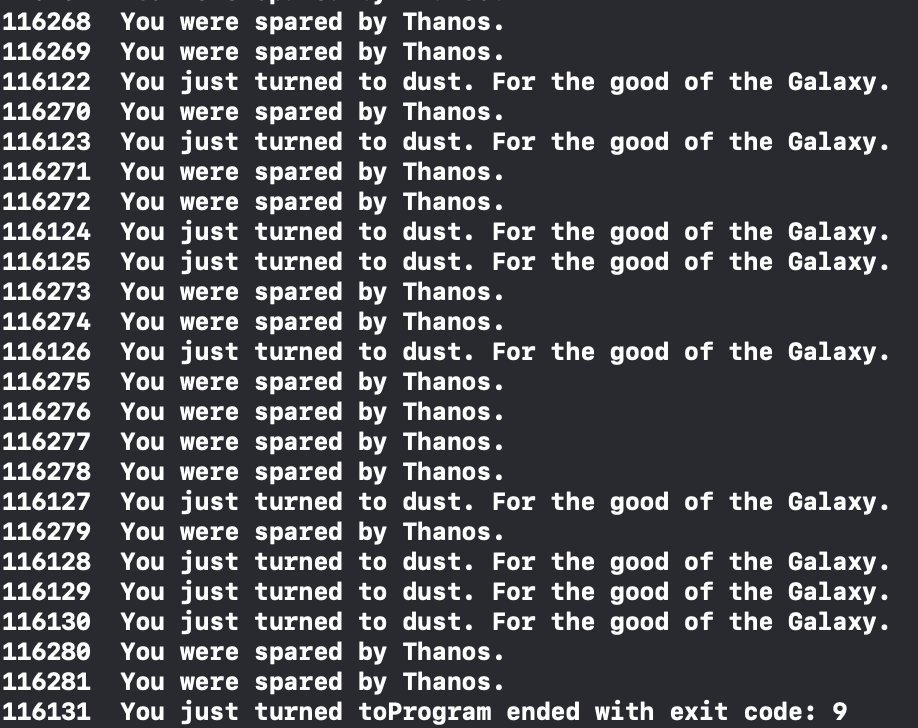 116268  You were spared by Thanos.
116269  You were spared by Thanos.
116122  You just turned to dust. For the good of the Galaxy.
116270  You were spared by Thanos.
116123  You just turned to dust. For the good of the Galaxy.
116271  You were spared by Thanos.
116272  You were spared by Thanos.
116124  You just turned to dust. For the good of the Galaxy.
116125  You just turned to dust. For the good of the Galaxy.
116273  You were spared by Thanos.
116274  You were spared by Thanos.
116126  You just turned to dust. For the good of the Galaxy.
116275  You were spared by Thanos.
116276  You were spared by Thanos.
116277  You were spared by Thanos.
116278  You were spared by Thanos.
116127  You just turned to dust. For the good of the Galaxy.
116279  You were spared by Thanos.
116128  You just turned to dust. For the good of the Galaxy.
116129  You just turned to dust. For the good of the Galaxy.
116130  You just turned to dust. For the good of the Galaxy.
116280  You were spared by Thanos.
116281  You were spared by Thanos.
116131  You just turned toProgram ended with exit code: 9